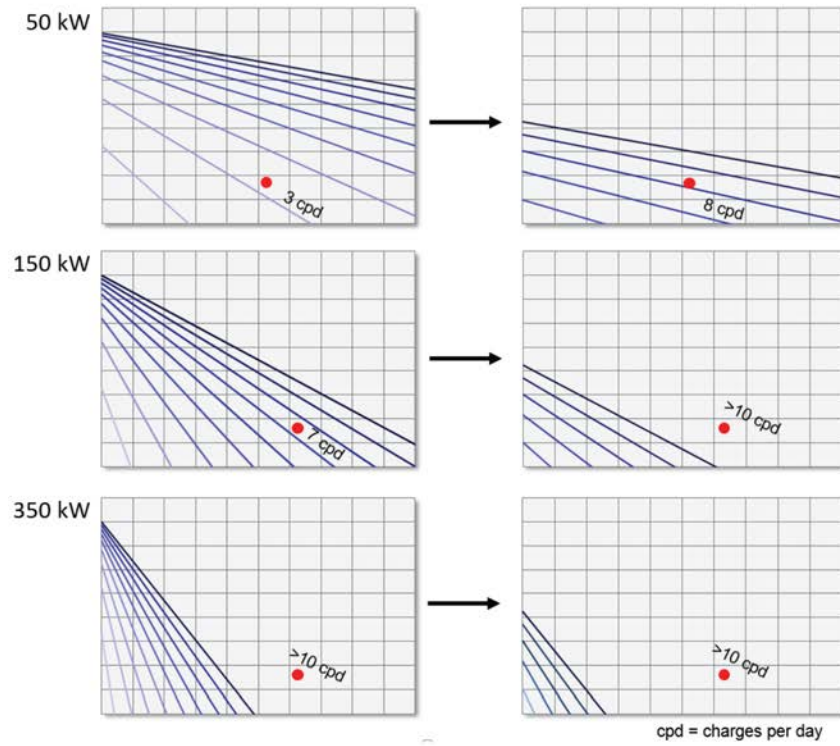 50 kW
3 cpd
8 cpd
150 kW
7 cpd
>10 cpd
350 kW
>10 cpd
>10 cpd
cpd = charges per day